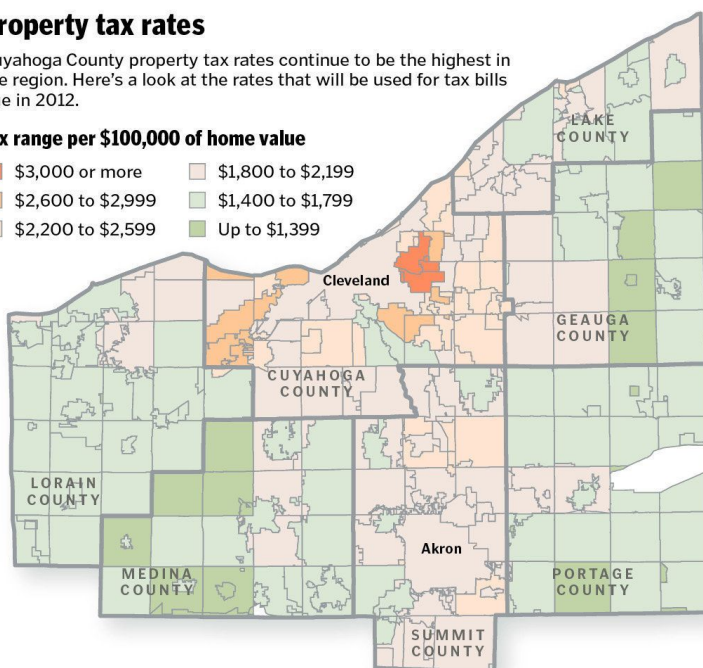 roperty tax rates
uyahoga County property tax rates continue to be the highest in
e region. Here's a look at the rates that will be used for tax bills
e in 2012.
x range per $100,000 of home value
$3,000 or more
$1,800 to $2,199
$2,600 to $2,999
$1,400 to $1,799
$2,200 to $2,599
Up to $1,399
LAKE
COUNTY
Cleveland
GEAUGA
COUNTY
CUYAHOGA
COUNTY
LORAIN
COUNTY
Akron
MEDINA
COUNTY
PORTAGE
COUNTY
SUMMIT
COUNTY